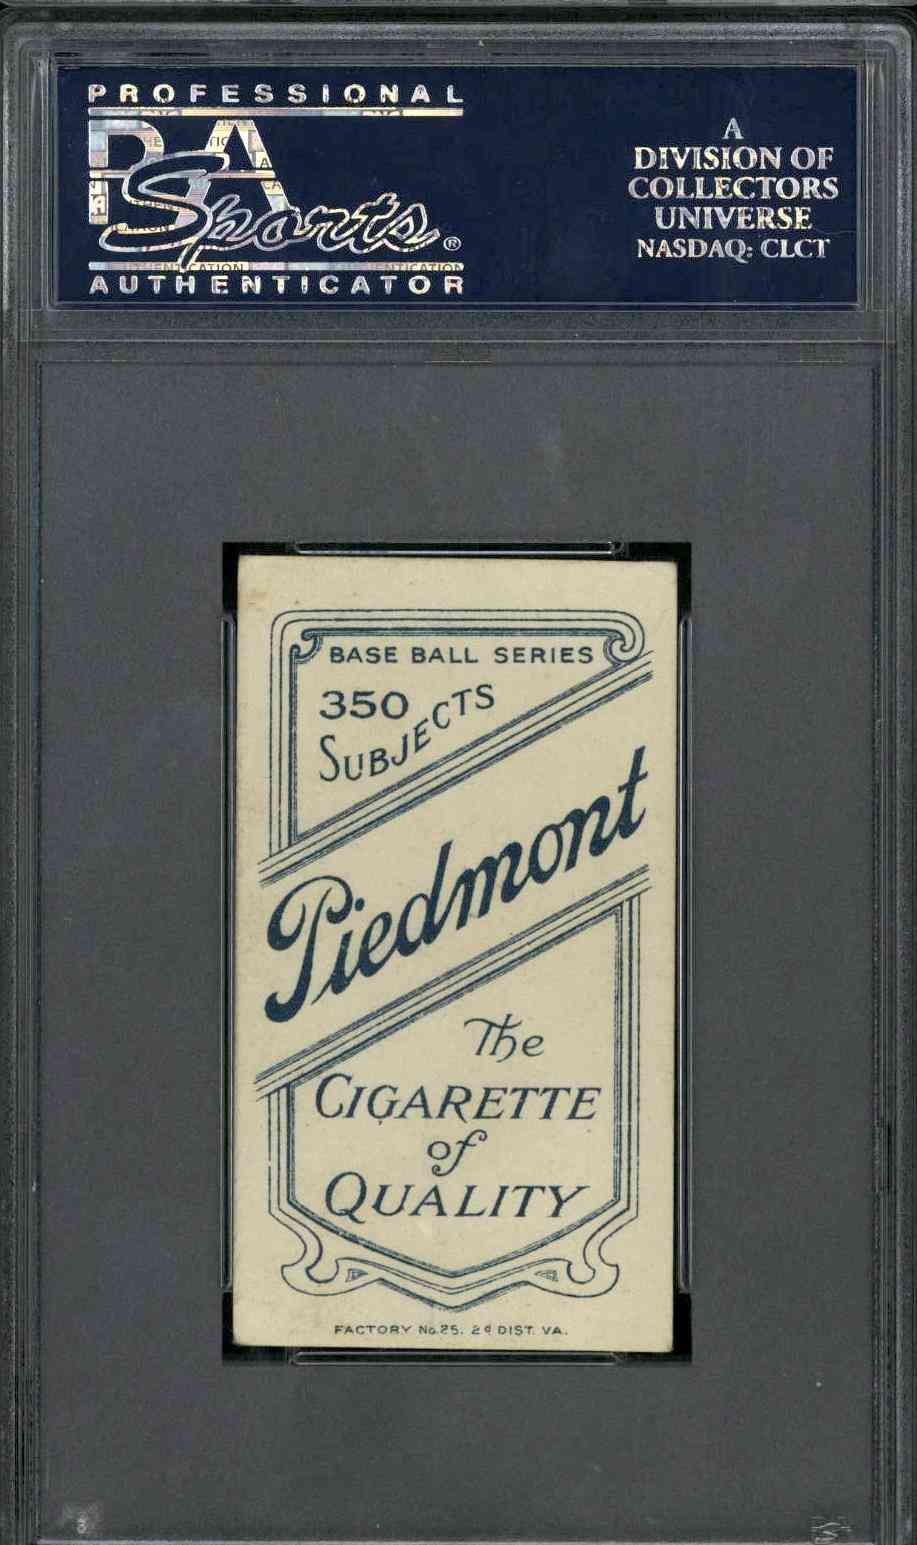 PROFESSIONAL
PSA
Sports®
AUTHENTICATOR
A
DIVISION OF
COLLECTORS
UNIVERSE
NASDAQ: CLCT
BASE BALL SERIES
350
SUBJECTS
Piedmont
The
CIGARETTE
of
QUALITY
FACTORY No. 25. 2d DIST. VA.